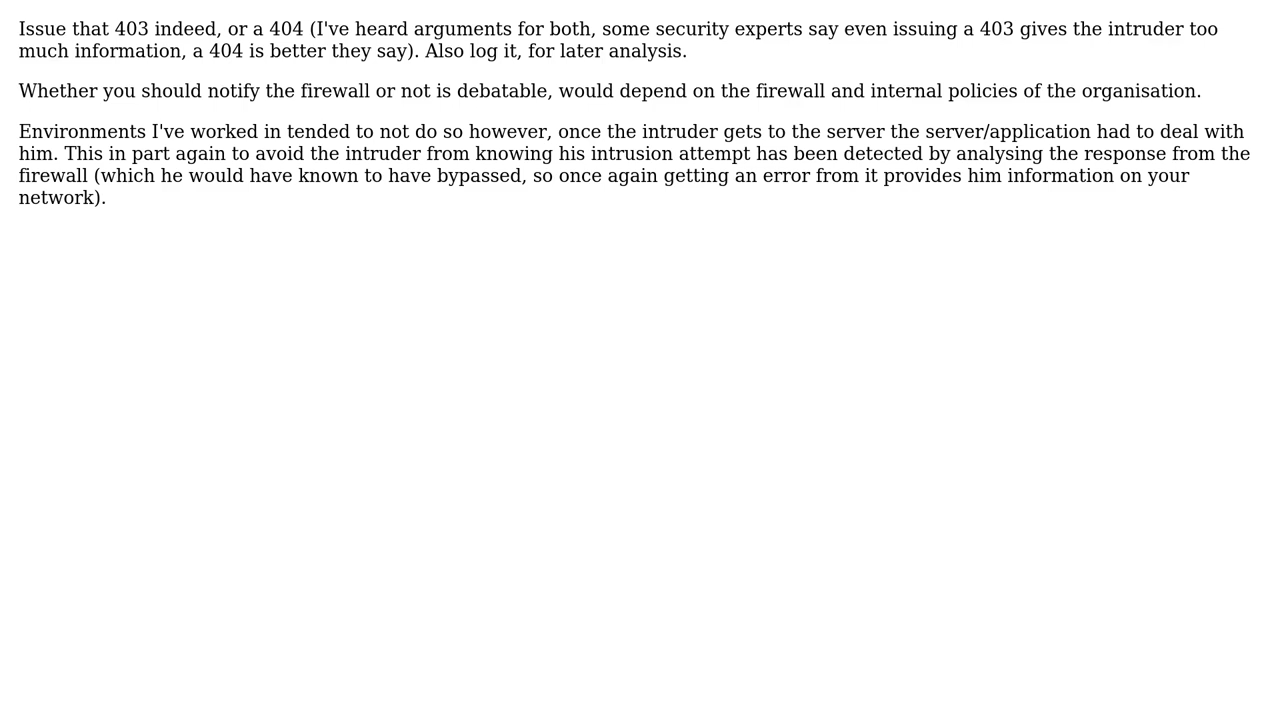 Issue that 403 indeed, or a 404 (I've heard arguments for both, some security experts say even issuing a 403 gives the intruder too
much information, a 404 is better they say). Also log it, for later analysis.
Whether you should notify the firewall or not is debatable, would depend on the firewall and internal policies of the organisation.
Environments I've worked in tended to not do so however, once the intruder gets to the server the server/application had to deal with
him. This in part again to avoid the intruder from knowing his intrusion attempt has been detected by analysing the response from the
firewall (which he would have known to have bypassed, so once again getting an error from it provides him information on your
network).